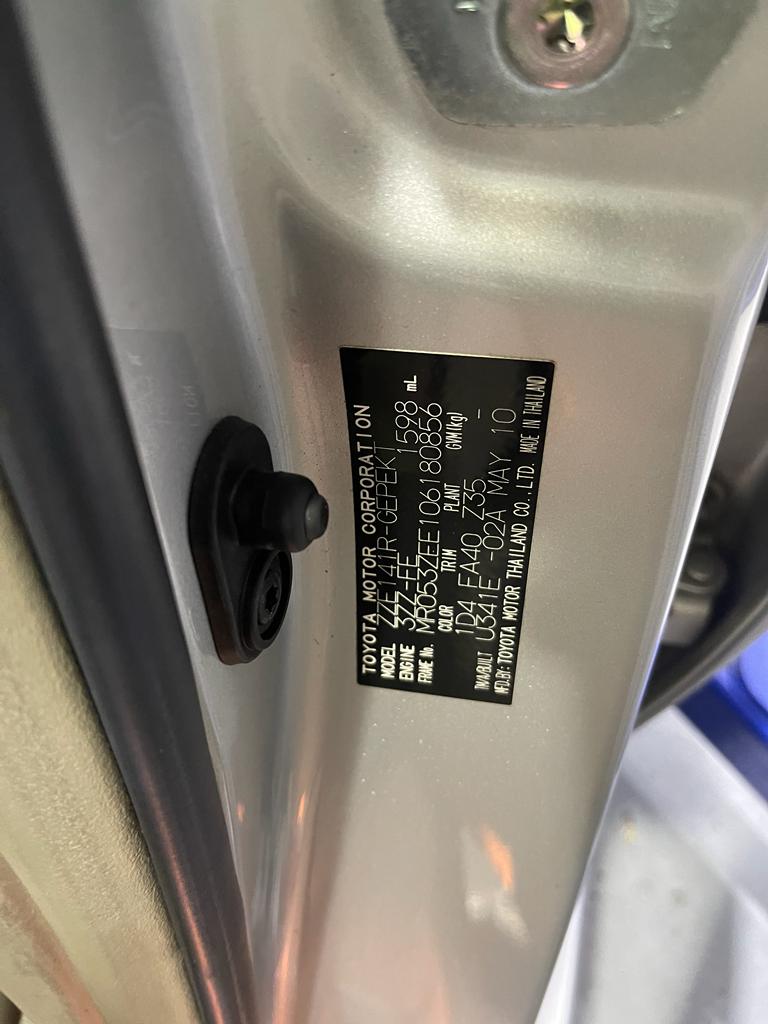 TOYOTA MOTOR CORPORATION
MODEL ZZE141R-GEPEKT
ENGINE 3ZZ-FE 1598 mL
FRAME No. MR053ZEE106180856
COLOR TRIM PLANT GVM(kg)
1D4 FA40 Z35 -
T/M/A/BUILT U341E -02A MAY 10
MFD.BY: TOYOTA MOTOR THAILAND CO.,LTD. MADE IN THAILAND